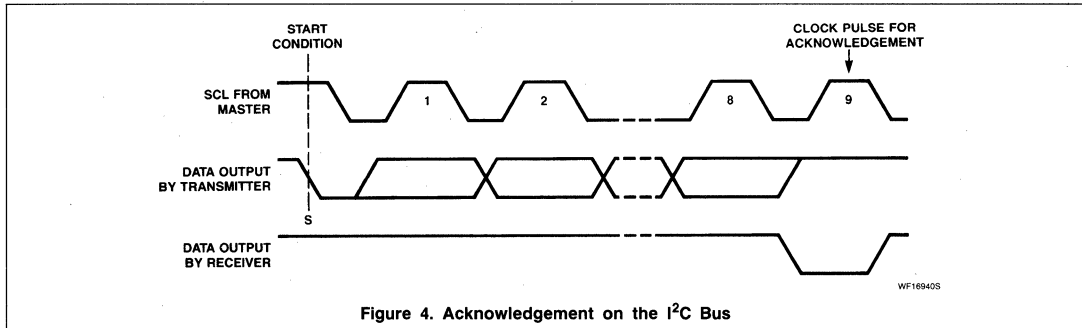 START
CONDITION
CLOCK PULSE FOR
ACKNOWLEDGEMENT
SCL FROM
MASTER
1
2
8
9
DATA OUTPUT
BY TRANSMITTER
S
DATA OUTPUT
BY RECEIVER
WF16940S
Figure 4. Acknowledgement on the I²C Bus